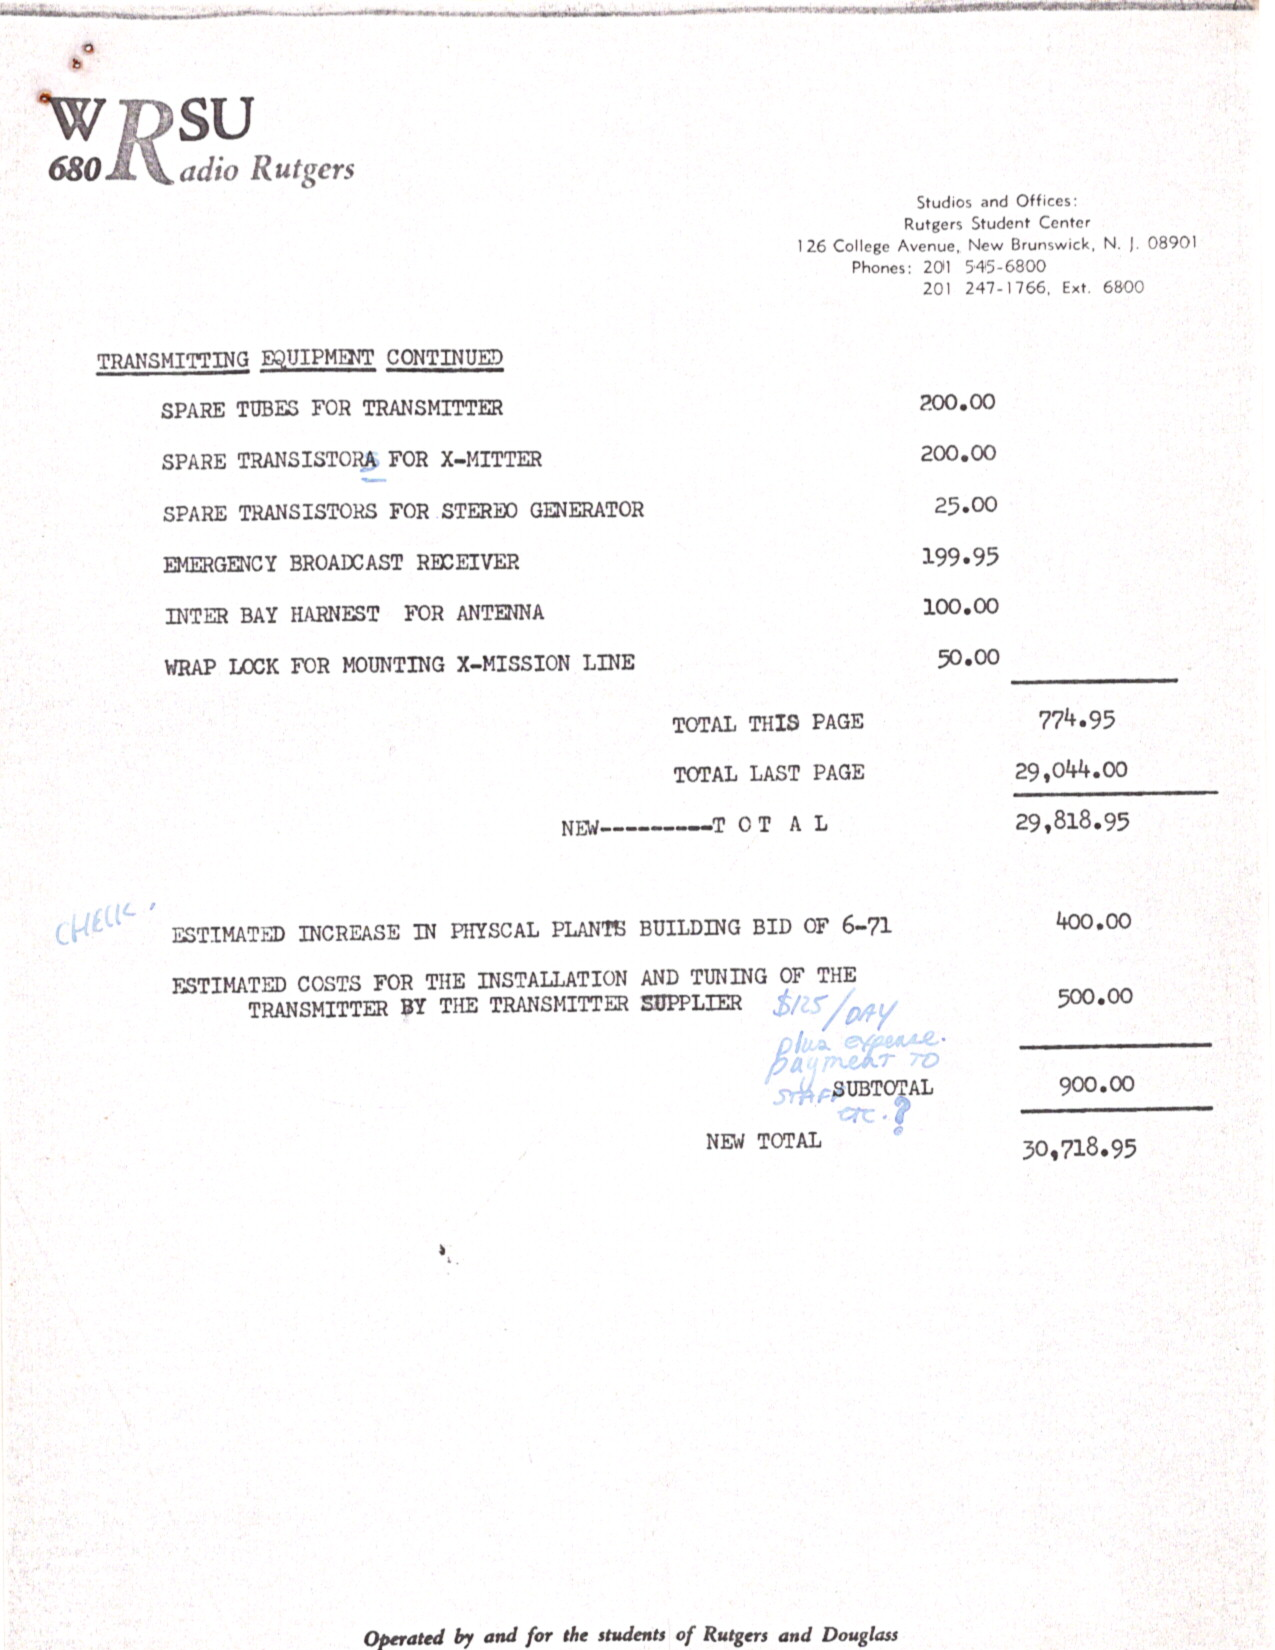 WRSU
680 Radio Rutgers
Studios and Offices:
Rutgers Student Center
126 College Avenue, New Brunswick, N. J. 08901
Phones: 201 545-6800
201 247-1766, Ext. 6800
TRANSMITTING EQUIPMENT CONTINUED
SPARE TUBES FOR TRANSMITTER 200.00
SPARE TRANSISTORS FOR X-MITTER 200.00
SPARE TRANSISTORS FOR STEREO GENERATOR 25.00
EMERGENCY BROADCAST RECEIVER 199.95
INTER BAY HARNEST FOR ANTENNA 100.00
WRAP LOCK FOR MOUNTING X-MISSION LINE 50.00
TOTAL THIS PAGE 774.95
TOTAL LAST PAGE 29,044.00
NEW---------T O T A L 29,818.95
CHECK.
ESTIMATED INCREASE IN PHYSCAL PLANTS BUILDING BID OF 6-71 400.00
ESTIMATED COSTS FOR THE INSTALLATION AND TUNING OF THE
TRANSMITTER BY THE TRANSMITTER SUPPLIER 500.00
$125/DAY
plus expense.
payment TO
STAFF
ETC.?
SUBTOTAL 900.00
NEW TOTAL 30,718.95
Operated by and for the students of Rutgers and Douglass